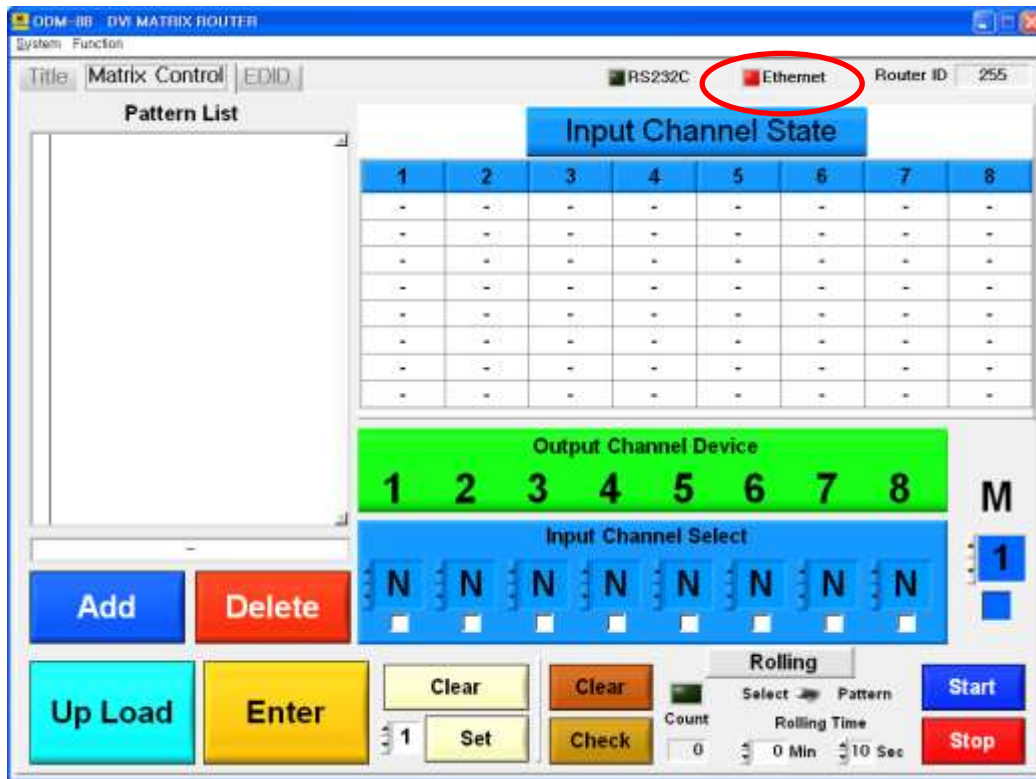 ODM-88 DVI MATRIX ROUTER
System Function
Title Matrix Control EDID RS232C Ethernet Router ID 255
Pattern List
Input Channel State
1 2 3 4 5 6 7 8
- - - - - - - -
- - - - - - - -
- - - - - - - -
- - - - - - - -
- - - - - - - -
- - - - - - - -
- - - - - - - -
- - - - - - - -
Output Channel Device
1 2 3 4 5 6 7 8 M
-
Input Channel Select
N N N N N N N N 1
Add Delete
Up Load Enter
Clear
1 Set
Clear
Check
Rolling
Select Pattern
Count
0
Rolling Time
0 Min 10 Sec
Start
Stop